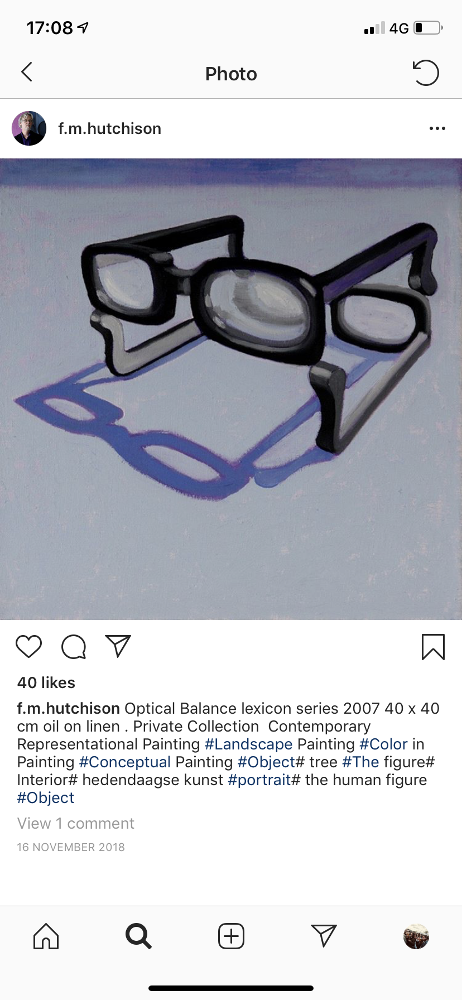 17:08
4G
Photo
f.m.hutchison
40 likes
f.m.hutchison Optical Balance lexicon series 2007 40 x 40
cm oil on linen . Private Collection  Contemporary
Representational Painting #Landscape Painting #Color in
Painting #Conceptual Painting #Object# tree #The figure#
Interior# hedendaagse kunst #portrait# the human figure
#Object
View 1 comment
16 NOVEMBER 2018